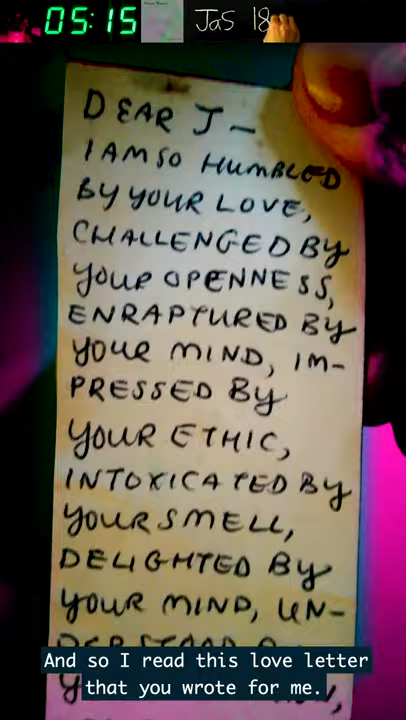 05:15
JaS 18
DEAR J —
I AM SO HUMBLED
BY YOUR LOVE,
CHALLENGED BY
YOUR OPENNESS,
ENRAPTURED BY
YOUR MIND, IM-
PRESSED BY
YOUR ETHIC,
INTOXICATED BY
YOUR SMELL,
DELIGHTED BY
YOUR MIND, UN-
And so I read this love letter
that you wrote for me.